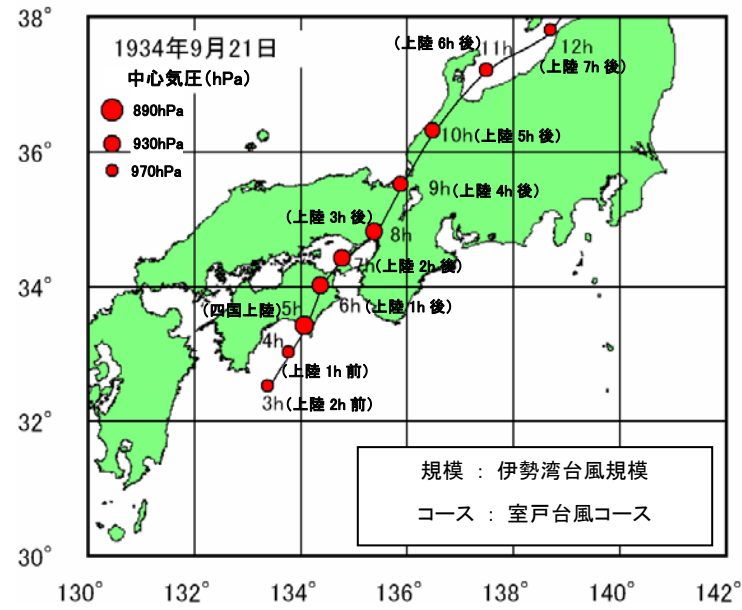 38°
36°
34°
32°
30°
130°
132°
134°
136°
138°
140°
142°
1934年9月21日
中心気圧(hPa)
890hPa
930hPa
970hPa
(上陸 6h 後)
11h
12h
(上陸 7h 後)
10h(上陸 5h 後)
9h(上陸 4h 後)
(上陸 3h 後)
8h
7h(上陸 2h 後)
6h(上陸 1h 後)
(四国上陸)5h
4h
(上陸 1h 前)
3h(上陸 2h 前)
規模 : 伊勢湾台風規模
コース : 室戸台風コース